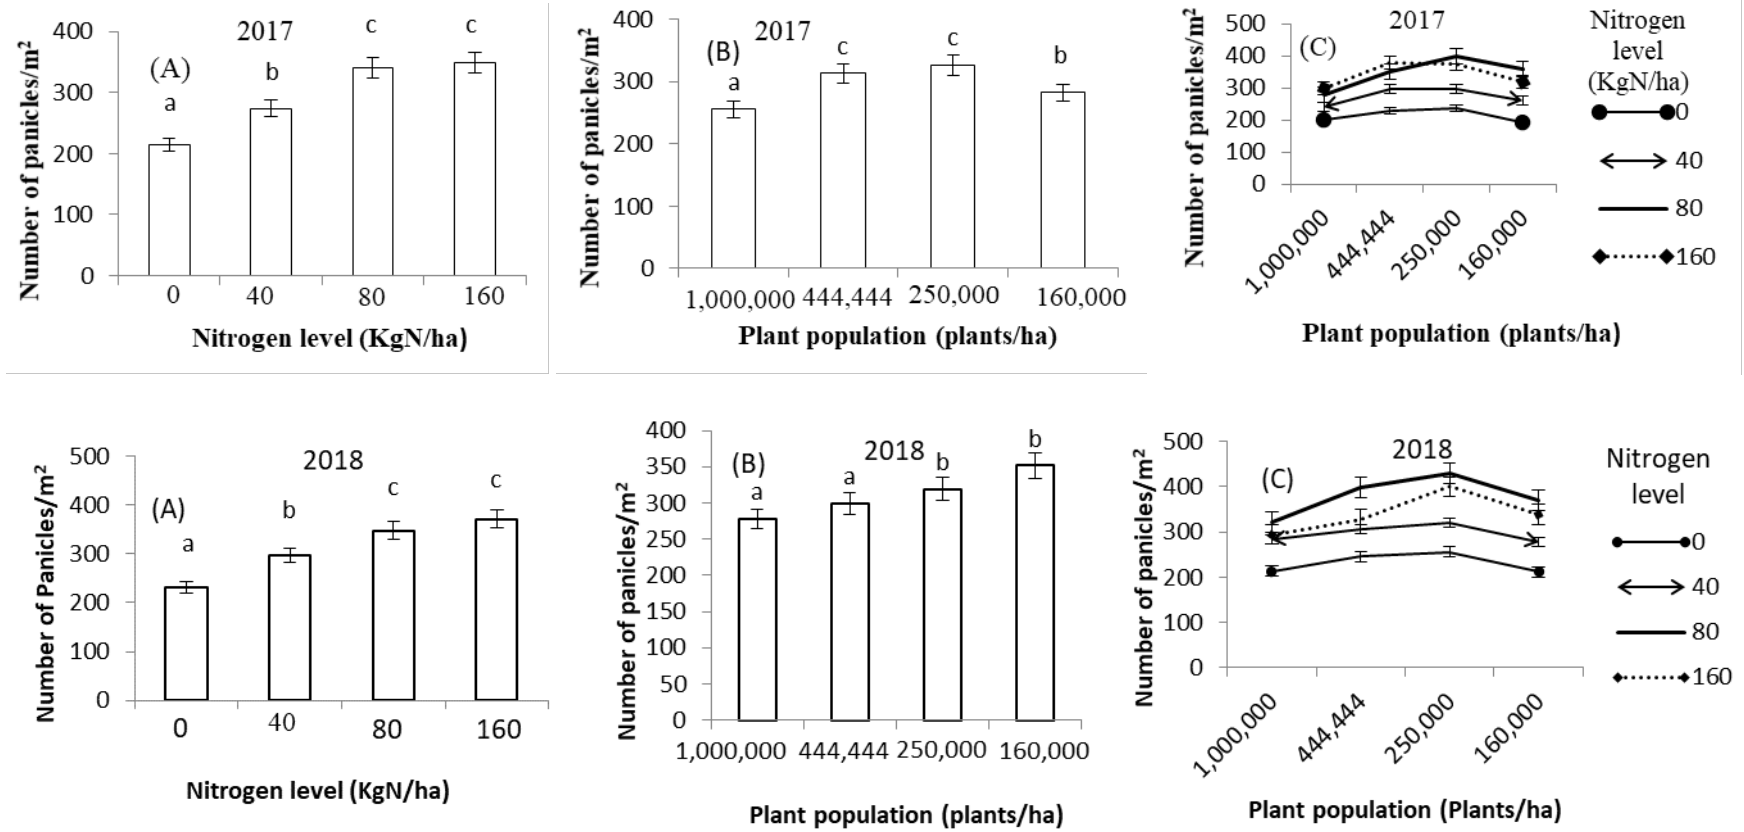 Number of panicles/m²
400
300
200
100
0
2017
(A)
a
b
c
c
0 40 80 160
Nitrogen level (KgN/ha)
Number of panicles/m²
400
300
200
100
0
(B) 2017
a
c
c
b
1,000,000 444,444 250,000 160,000
Plant population (plants/ha)
Number of panicles/m²
500
400
300
200
100
0
2017
(C)
1,000,000 444,444 250,000 160,000
Plant population (plants/ha)
Nitrogen
level
(KgN/ha)
0
40
80
160
Number of Panicles/m²
500
400
300
200
100
0
2018
(A)
a
b
c
c
0 40 80 160
Nitrogen level (KgN/ha)
Number of panicles/m²
400
350
300
250
200
150
100
50
0
(B) 2018
a
a
b
b
1,000,000 444,444 250,000 160,000
Plant population (plants/ha)
Number of panicles/m²
500
400
300
200
100
0
2018
(C)
1,000,000 444,444 250,000 160,000
Plant population (Plants/ha)
Nitrogen
level
0
40
80
160